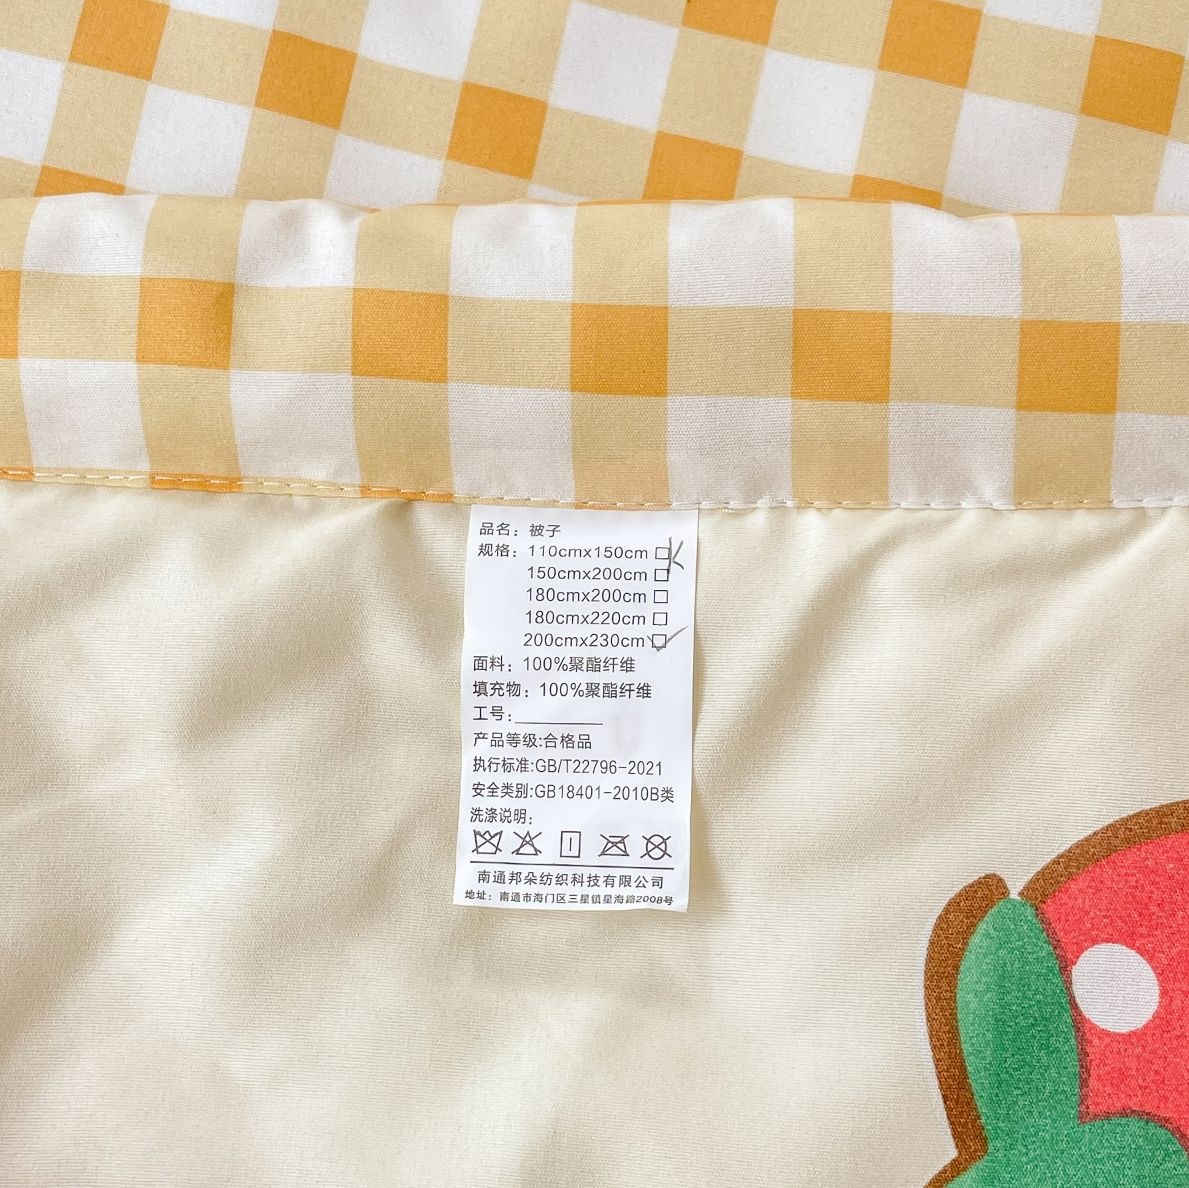 品名：被子
规格：110cmx150cm
150cmx200cm
180cmx200cm
180cmx220cm
200cmx230cm
面料：100%聚酯纤维
填充物：100%聚酯纤维
工号:
产品等级:合格品
执行标准:GB/T22796-2021
安全类别:GB18401-2010B类
洗涤说明:
南通邦朵纺织科技有限公司
地址：南通市海门区三星镇星海路2008号